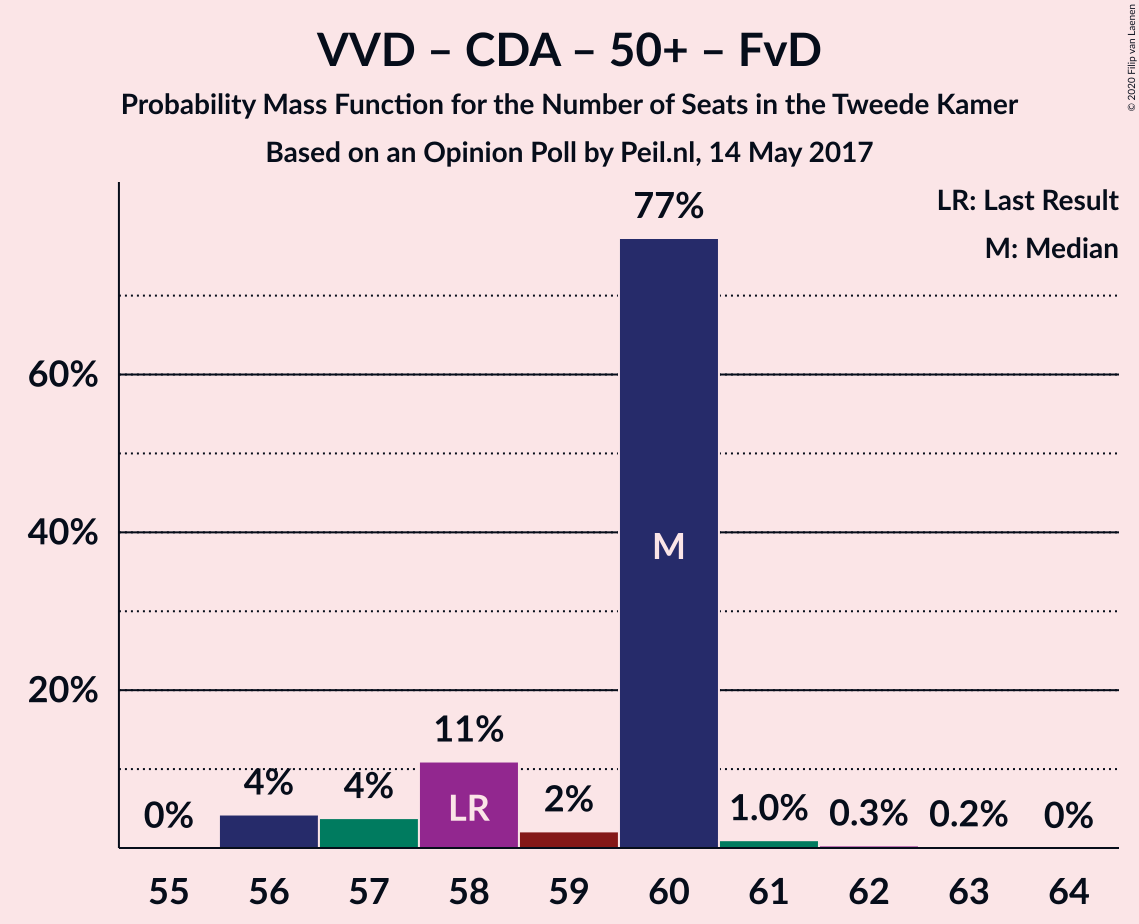 VVD – CDA – 50+ – FvD
Probability Mass Function for the Number of Seats in the Tweede Kamer
Based on an Opinion Poll by Peil.nl, 14 May 2017
© 2020 Filip van Laenen
LR: Last Result
M: Median
77%
60%
40%
M
20%
11%
4%
4%
LR
2%
0%
1.0%
0.3%
0.2%
0%
55 56 57 58 59 60 61 62 63 64